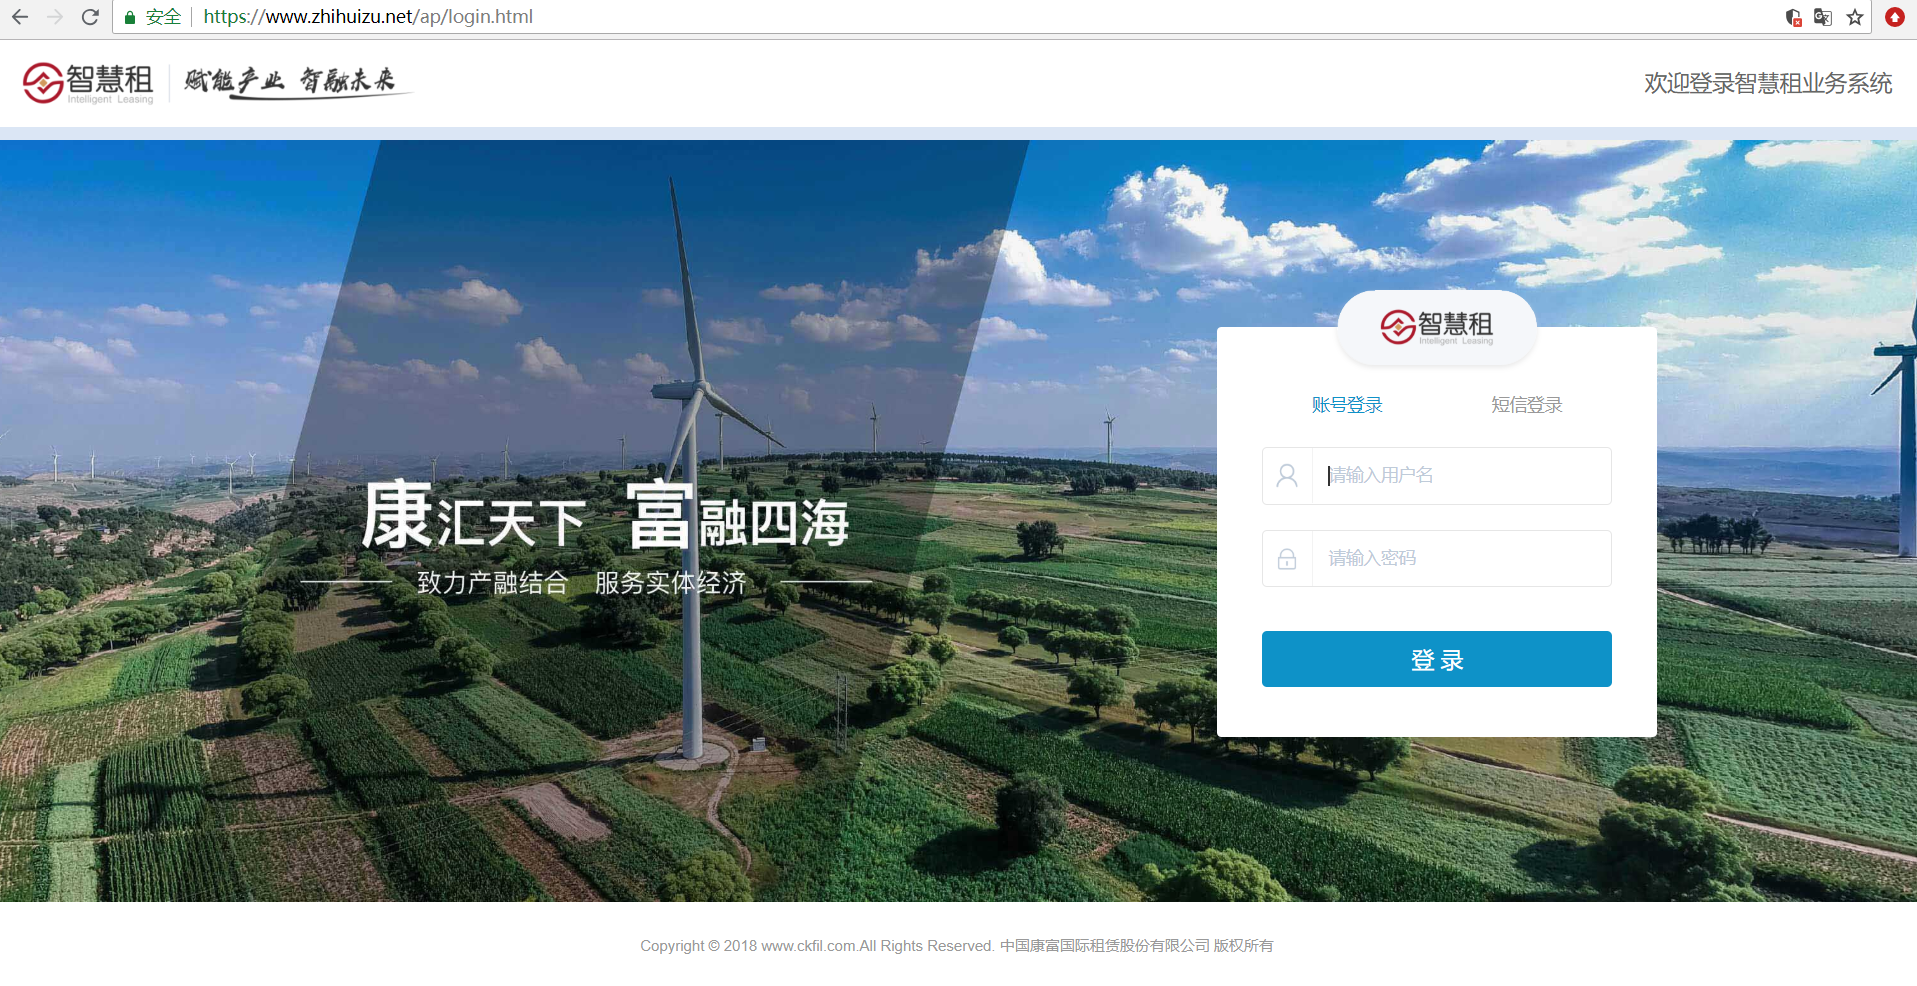 安全 https://www.zhihuizu.net/ap/login.html
智慧租 Intelligent Leasing 赋能产业 智融未来
欢迎登录智慧租业务系统
智慧租
Intelligent Leasing
账号登录 短信登录
请输入用户名
请输入密码
登录
康汇天下 富融四海
致力产融结合 服务实体经济
Copyright © 2018 www.ckfil.com.All Rights Reserved. 中国康富国际租赁股份有限公司 版权所有